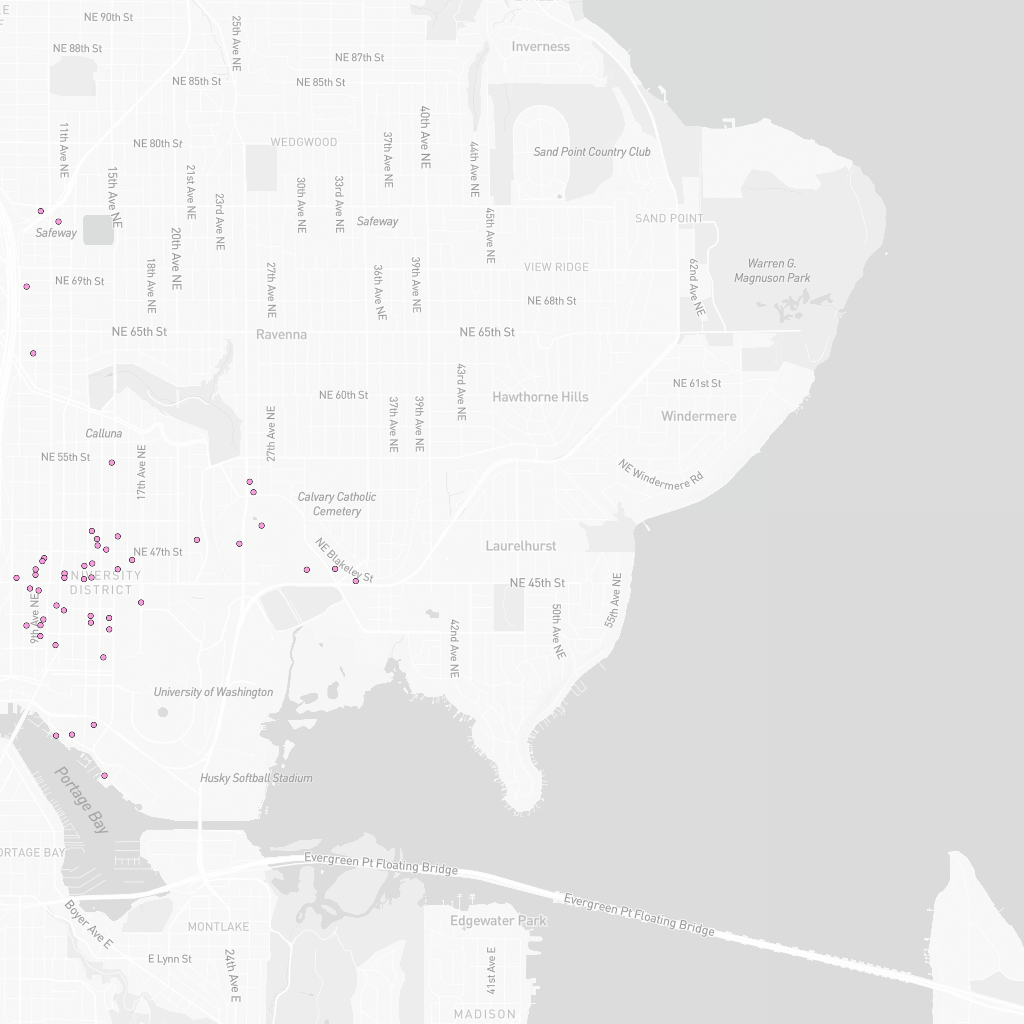 NE 90th St
25th Ave NE
Inverness
NE 88th St
NE 87th St
NE 85th St
NE 85th St
11th Ave NE
40th Ave NE
NE 80th St
WEDGWOOD
37th Ave NE
44th Ave NE
Sand Point Country Club
15th Ave NE
21st Ave NE
23rd Ave NE
30th Ave NE
33rd Ave NE
Safeway
Safeway
45th Ave NE
SAND POINT
20th Ave NE
18th Ave NE
27th Ave NE
36th Ave NE
39th Ave NE
VIEW RIDGE
62nd Ave NE
Warren G.
Magnuson Park
NE 69th St
NE 68th St
NE 65th St
Ravenna
NE 65th St
43rd Ave NE
NE 61st St
NE 60th St
Hawthorne Hills
37th Ave NE
39th Ave NE
Windermere
27th Ave NE
Calluna
NE 55th St
17th Ave NE
NE Windermere Rd
Calvary Catholic
Cemetery
NE 47th St
NE Blakeley St
Laurelhurst
UNIVERSITY
DISTRICT
NE 45th St
9th Ave NE
42nd Ave NE
50th Ave NE
55th Ave NE
University of Washington
Husky Softball Stadium
Portage Bay
ORTAGE BAY
Evergreen Pt Floating Bridge
Evergreen Pt Floating Bridge
Boyer Ave E
MONTLAKE
Edgewater Park
E Lynn St
24th Ave E
41st Ave E
MADISON